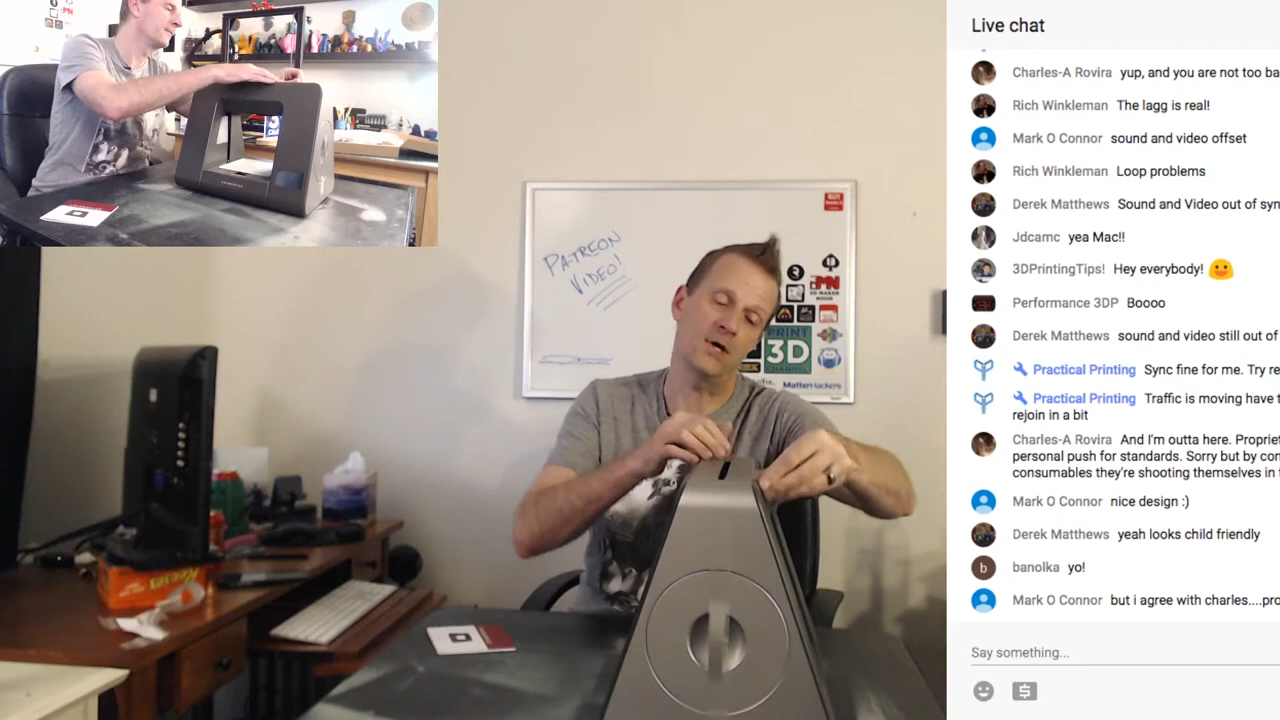 PATREON
VIDEO!
PRINT
3D
CHANNEL
MatterHackers
Live chat
Charles-A Rovira yup, and you are not too ba
Rich Winkleman The lagg is real!
Mark O Connor sound and video offset
Rich Winkleman Loop problems
Derek Matthews Sound and Video out of syn
Jdcamc yea Mac!!
3DPrintingTips! Hey everybody!
Performance 3DP Boooo
Derek Matthews sound and video still out of
Practical Printing Sync fine for me. Try re
Practical Printing Traffic is moving have t
rejoin in a bit
Charles-A Rovira And I'm outta here. Propriet
personal push for standards. Sorry but by con
consumables they're shooting themselves in t
Mark O Connor nice design :)
Derek Matthews yeah looks child friendly
b banolka yo!
Mark O Connor but i agree with charles....pro
Say something...